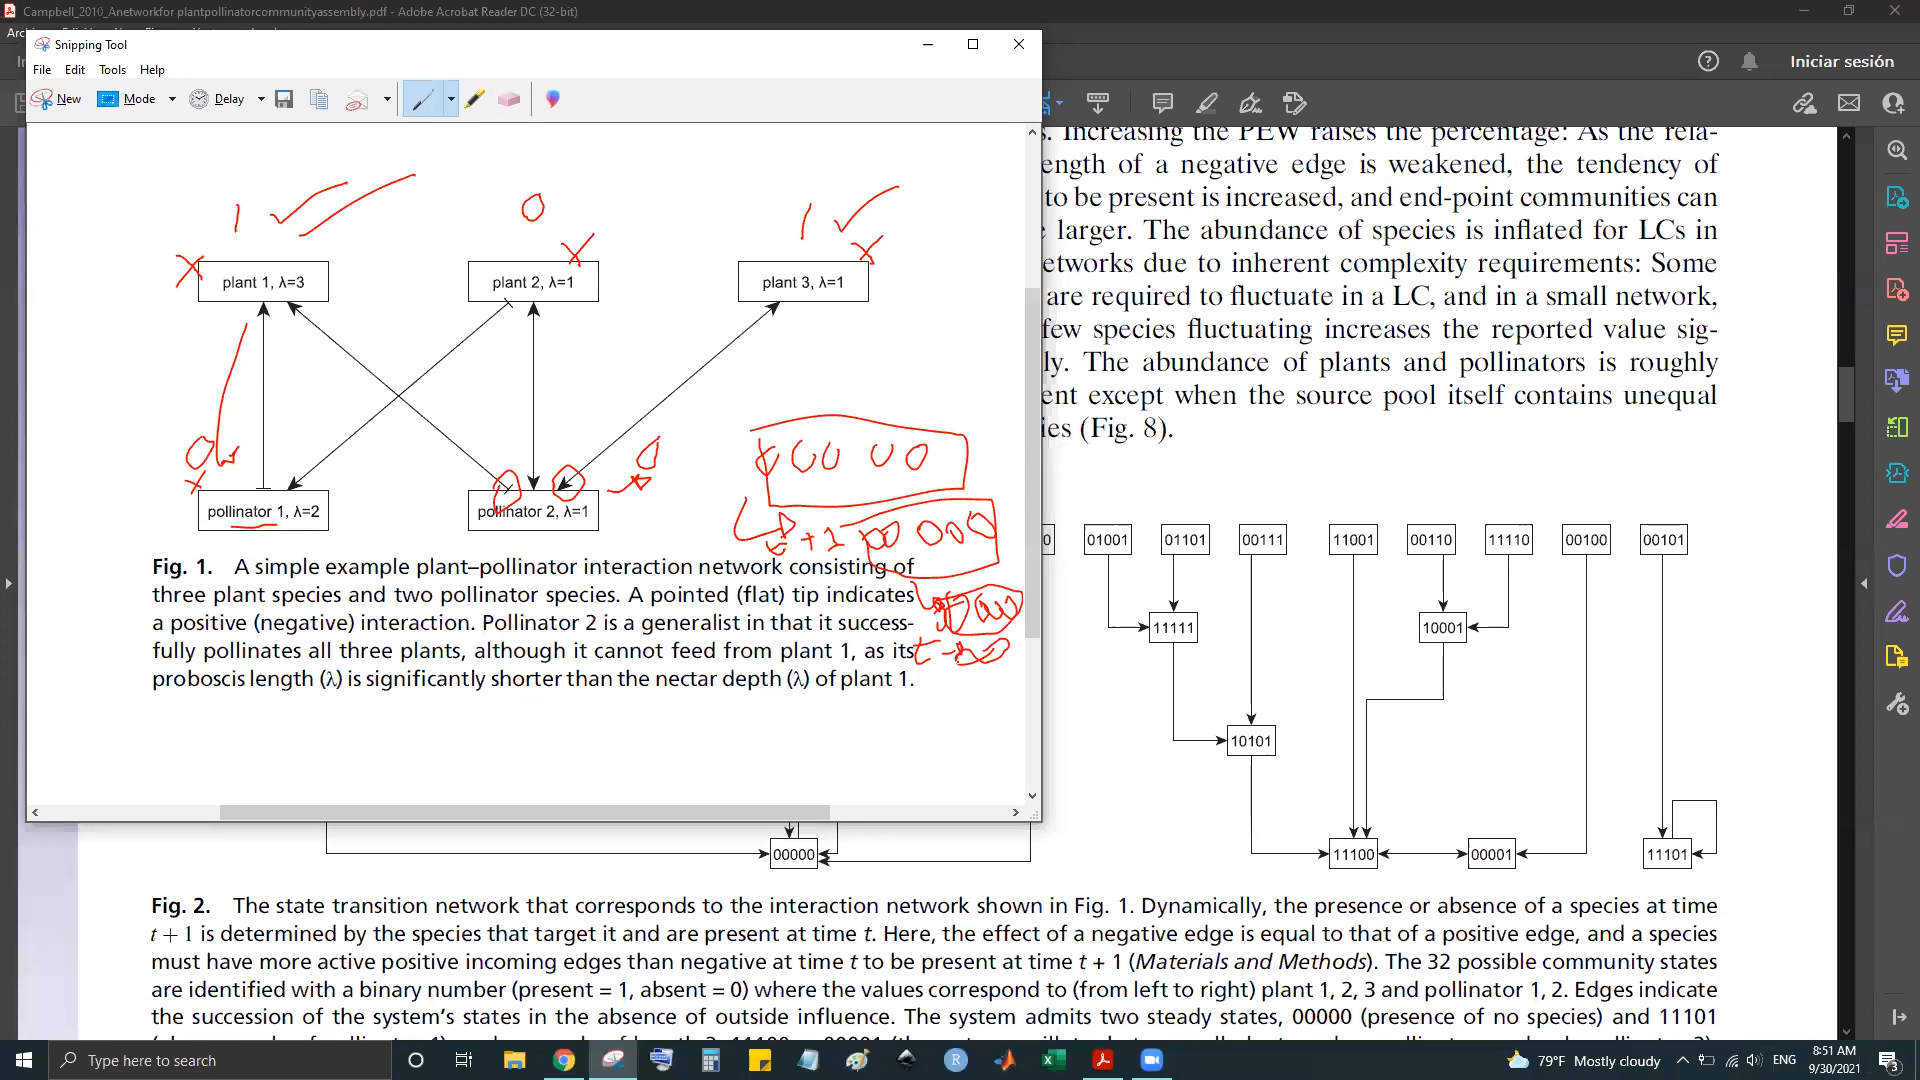 Campbell_2010_Anetworkfor plantpollinatorcommunityassembly.pdf - Adobe Acrobat Reader DC (32-bit)
Snipping Tool
File Edit Tools Help
New Mode Delay
Iniciar sesión
1 0 1
plant 1, λ=3
plant 2, λ=1
plant 3, λ=1
pollinator 1, λ=2
pollinator 2, λ=1
Fig. 1. A simple example plant–pollinator interaction network consisting of
three plant species and two pollinator species. A pointed (flat) tip indicates
a positive (negative) interaction. Pollinator 2 is a generalist in that it success-
fully pollinates all three plants, although it cannot feed from plant 1, as its
proboscis length (λ) is significantly shorter than the nectar depth (λ) of plant 1.
. Increasing the PEW raises the percentage: As the rela-
ength of a negative edge is weakened, the tendency of
to be present is increased, and end-point communities can
larger. The abundance of species is inflated for LCs in
etworks due to inherent complexity requirements: Some
are required to fluctuate in a LC, and in a small network,
few species fluctuating increases the reported value sig-
ly. The abundance of plants and pollinators is roughly
ent except when the source pool itself contains unequal
ies (Fig. 8).
0 01001 01101 00111 11001 00110 11110 00100 00101
11111 10001
10101
00000 11100 00001 11101
Fig. 2. The state transition network that corresponds to the interaction network shown in Fig. 1. Dynamically, the presence or absence of a species at time
t + 1 is determined by the species that target it and are present at time t. Here, the effect of a negative edge is equal to that of a positive edge, and a species
must have more active positive incoming edges than negative at time t to be present at time t + 1 (Materials and Methods). The 32 possible community states
are identified with a binary number (present = 1, absent = 0) where the values correspond to (from left to right) plant 1, 2, 3 and pollinator 1, 2. Edges indicate
the succession of the system's states in the absence of outside influence. The system admits two steady states, 00000 (presence of no species) and 11101
Type here to search
79°F Mostly cloudy
ENG
8:51 AM
9/30/2021
3